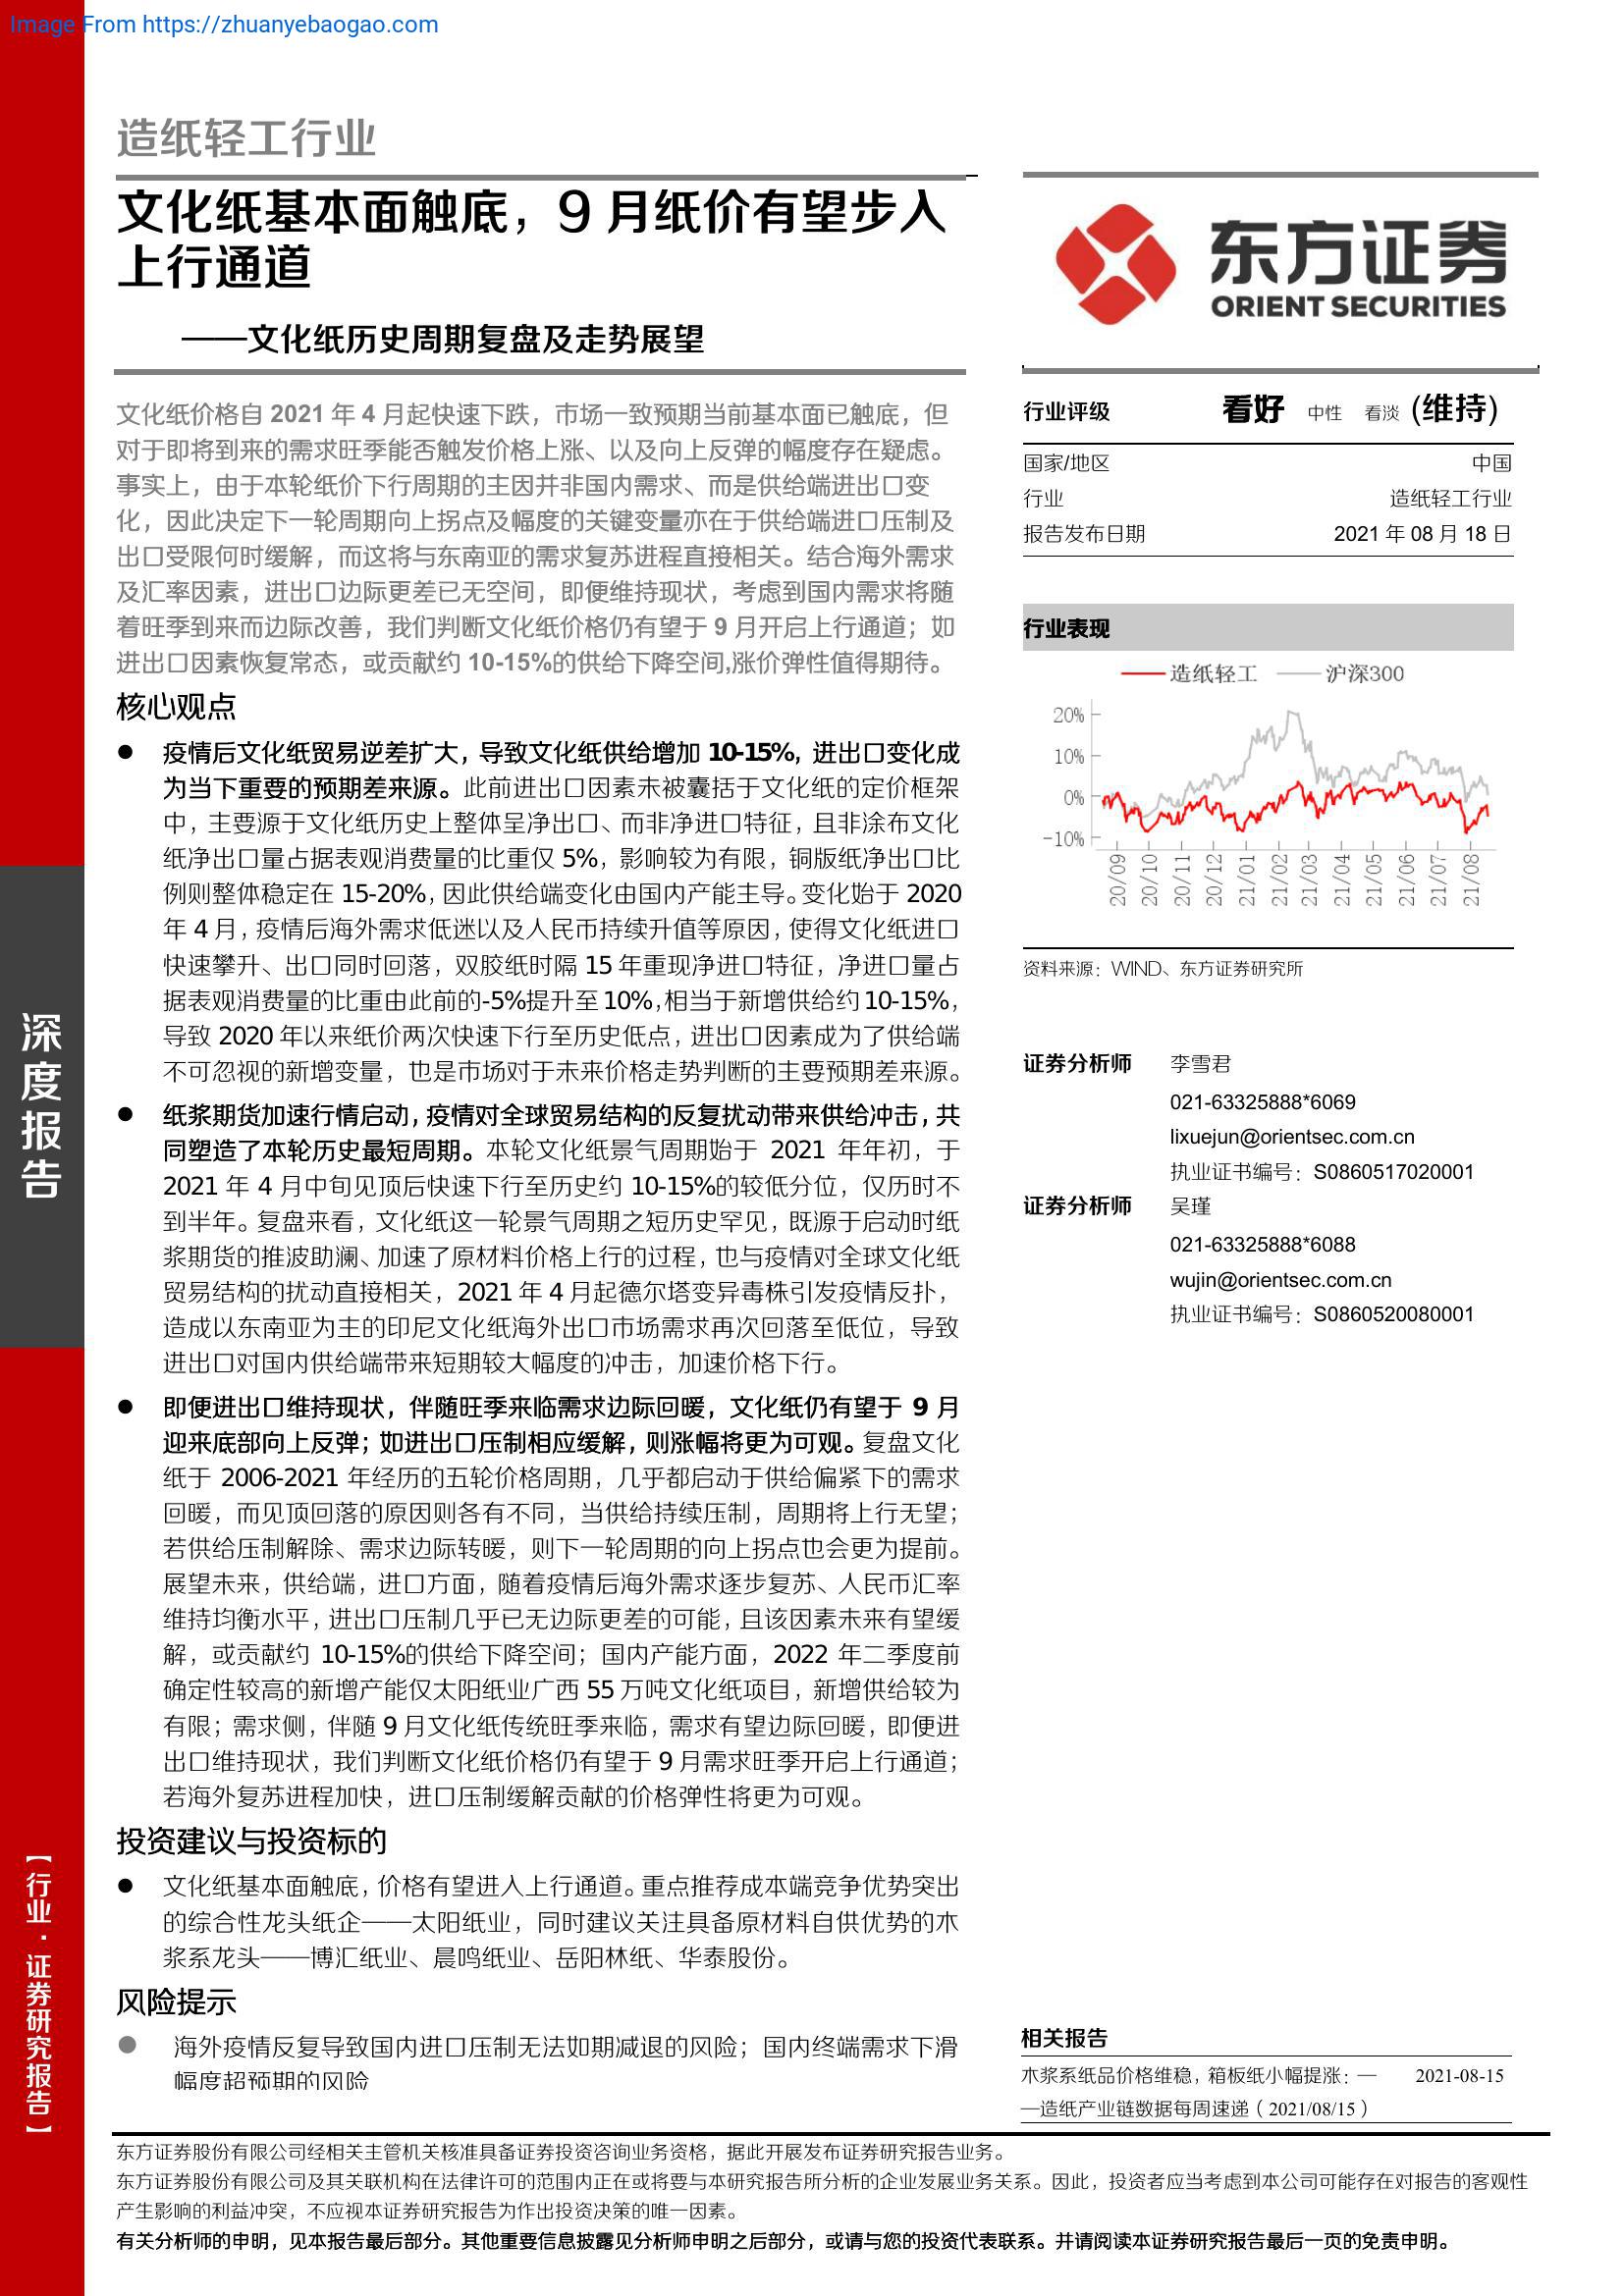 Image From https://zhuanyebaogao.com
造纸轻工行业
文化纸基本面触底，9 月纸价有望步入
上行通道
——文化纸历史周期复盘及走势展望
文化纸价格自 2021 年 4 月起快速下跌，市场一致预期当前基本面已触底，但
对于即将到来的需求旺季能否触发价格上涨、以及向上反弹的幅度存在疑虑。
事实上，由于本轮纸价下行周期的主因并非国内需求、而是供给端进出口变
化，因此决定下一轮周期向上拐点及幅度的关键变量亦在于供给端进口压制及
出口受限何时缓解，而这将与东南亚的需求复苏进程直接相关。结合海外需求
及汇率因素，进出口边际更差已无空间，即便维持现状，考虑到国内需求将随
着旺季到来而边际改善，我们判断文化纸价格仍有望于 9 月开启上行通道；如
进出口因素恢复常态，或贡献约 10-15%的供给下降空间,涨价弹性值得期待。
核心观点
● 疫情后文化纸贸易逆差扩大，导致文化纸供给增加 10-15%，进出口变化成
为当下重要的预期差来源。此前进出口因素未被囊括于文化纸的定价框架
中，主要源于文化纸历史上整体呈净出口、而非净进口特征，且非涂布文化
纸净出口量占据表观消费量的比重仅 5%，影响较为有限，铜版纸净出口比
例则整体稳定在 15-20%，因此供给端变化由国内产能主导。变化始于 2020
年 4 月，疫情后海外需求低迷以及人民币持续升值等原因，使得文化纸进口
快速攀升、出口同时回落，双胶纸时隔 15 年重现净进口特征，净进口量占
据表观消费量的比重由此前的-5%提升至 10%，相当于新增供给约 10-15%，
导致 2020 年以来纸价两次快速下行至历史低点，进出口因素成为了供给端
不可忽视的新增变量，也是市场对于未来价格走势判断的主要预期差来源。
● 纸浆期货加速行情启动，疫情对全球贸易结构的反复扰动带来供给冲击，共
同塑造了本轮历史最短周期。本轮文化纸景气周期始于 2021 年年初，于
2021 年 4 月中旬见顶后快速下行至历史约 10-15%的较低分位，仅历时不
到半年。复盘来看，文化纸这一轮景气周期之短历史罕见，既源于启动时纸
浆期货的推波助澜、加速了原材料价格上行的过程，也与疫情对全球文化纸
贸易结构的扰动直接相关，2021 年 4 月起德尔塔变异毒株引发疫情反扑，
造成以东南亚为主的印尼文化纸海外出口市场需求再次回落至低位，导致
进出口对国内供给端带来短期较大幅度的冲击，加速价格下行。
● 即便进出口维持现状，伴随旺季来临需求边际回暖，文化纸仍有望于 9 月
迎来底部向上反弹；如进出口压制相应缓解，则涨幅将更为可观。复盘文化
纸于 2006-2021 年经历的五轮价格周期，几乎都启动于供给偏紧下的需求
回暖，而见顶回落的原因则各有不同，当供给持续压制，周期将上行无望；
若供给压制解除、需求边际转暖，则下一轮周期的向上拐点也会更为提前。
展望未来，供给端，进口方面，随着疫情后海外需求逐步复苏、人民币汇率
维持均衡水平，进出口压制几乎已无边际更差的可能，且该因素未来有望缓
解，或贡献约 10-15%的供给下降空间；国内产能方面，2022 年二季度前
确定性较高的新增产能仅太阳纸业广西 55 万吨文化纸项目，新增供给较为
有限；需求侧，伴随 9 月文化纸传统旺季来临，需求有望边际回暖，即便进
出口维持现状，我们判断文化纸价格仍有望于 9 月需求旺季开启上行通道；
若海外复苏进程加快，进口压制缓解贡献的价格弹性将更为可观。
投资建议与投资标的
● 文化纸基本面触底，价格有望进入上行通道。重点推荐成本端竞争优势突出
的综合性龙头纸企——太阳纸业，同时建议关注具备原材料自供优势的木
浆系龙头——博汇纸业、晨鸣纸业、岳阳林纸、华泰股份。
风险提示
● 海外疫情反复导致国内进口压制无法如期减退的风险；国内终端需求下滑
幅度超预期的风险
东方证券
ORIENT SECURITIES
行业评级 看好 中性 看淡 (维持)
国家/地区 中国
行业 造纸轻工行业
报告发布日期 2021 年 08 月 18 日
行业表现
造纸轻工 沪深300
20%
10%
0%
-10%
20/09 20/10 20/11 20/12 21/01 21/02 21/03 21/04 21/05 21/06 21/07 21/08
资料来源：WIND、东方证券研究所
证券分析师 李雪君
021-63325888*6069
lixuejun@orientsec.com.cn
执业证书编号：S0860517020001
证券分析师 吴瑾
021-63325888*6088
wujin@orientsec.com.cn
执业证书编号：S0860520080001
相关报告
木浆系纸品价格维稳，箱板纸小幅提涨：— 2021-08-15
—造纸产业链数据每周速递（2021/08/15）
深度报告
【行业·证券研究报告】
东方证券股份有限公司经相关主管机关核准具备证券投资咨询业务资格，据此开展发布证券研究报告业务。
东方证券股份有限公司及其关联机构在法律许可的范围内正在或将要与本研究报告所分析的企业发展业务关系。因此，投资者应当考虑到本公司可能存在对报告的客观性
产生影响的利益冲突，不应视本证券研究报告为作出投资决策的唯一因素。
有关分析师的申明，见本报告最后部分。其他重要信息披露见分析师申明之后部分，或请与您的投资代表联系。并请阅读本证券研究报告最后一页的免责申明。